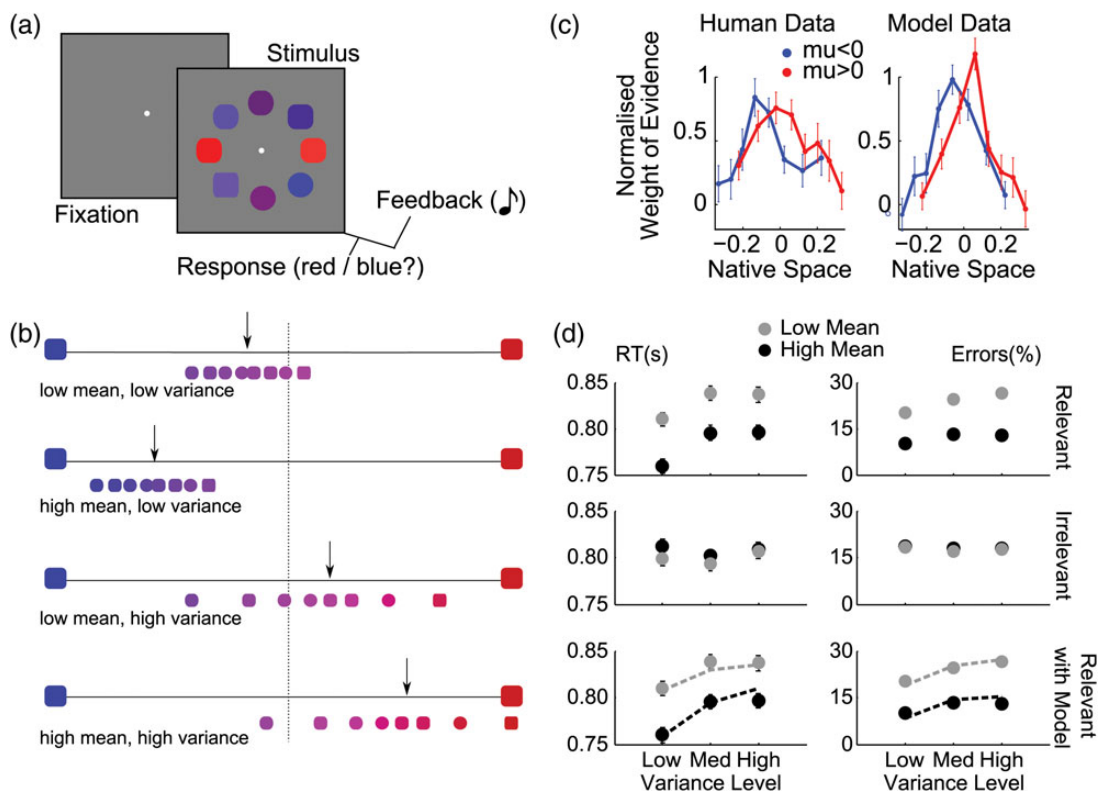 (a)
Fixation
Stimulus
Feedback (♪)
Response (red / blue?)
(b)
low mean, low variance
high mean, low variance
low mean, high variance
high mean, high variance
(c)
Human Data Model Data
mu<0
mu>0
Normalised
Weight of Evidence
1 1
0.5 0.5
0 0
−0.2 0 0.2 −0.2 0 0.2
Native Space Native Space
(d)
Low Mean
High Mean
RT(s) Errors(%)
0.85 30
0.80 15
0.75 0
Relevant
0.85 30
0.80 15
0.75 0
Irrelevant
0.85 30
0.80 15
0.75 0
Relevant
with Model
Low Med High Low Med High
Variance Level Variance Level